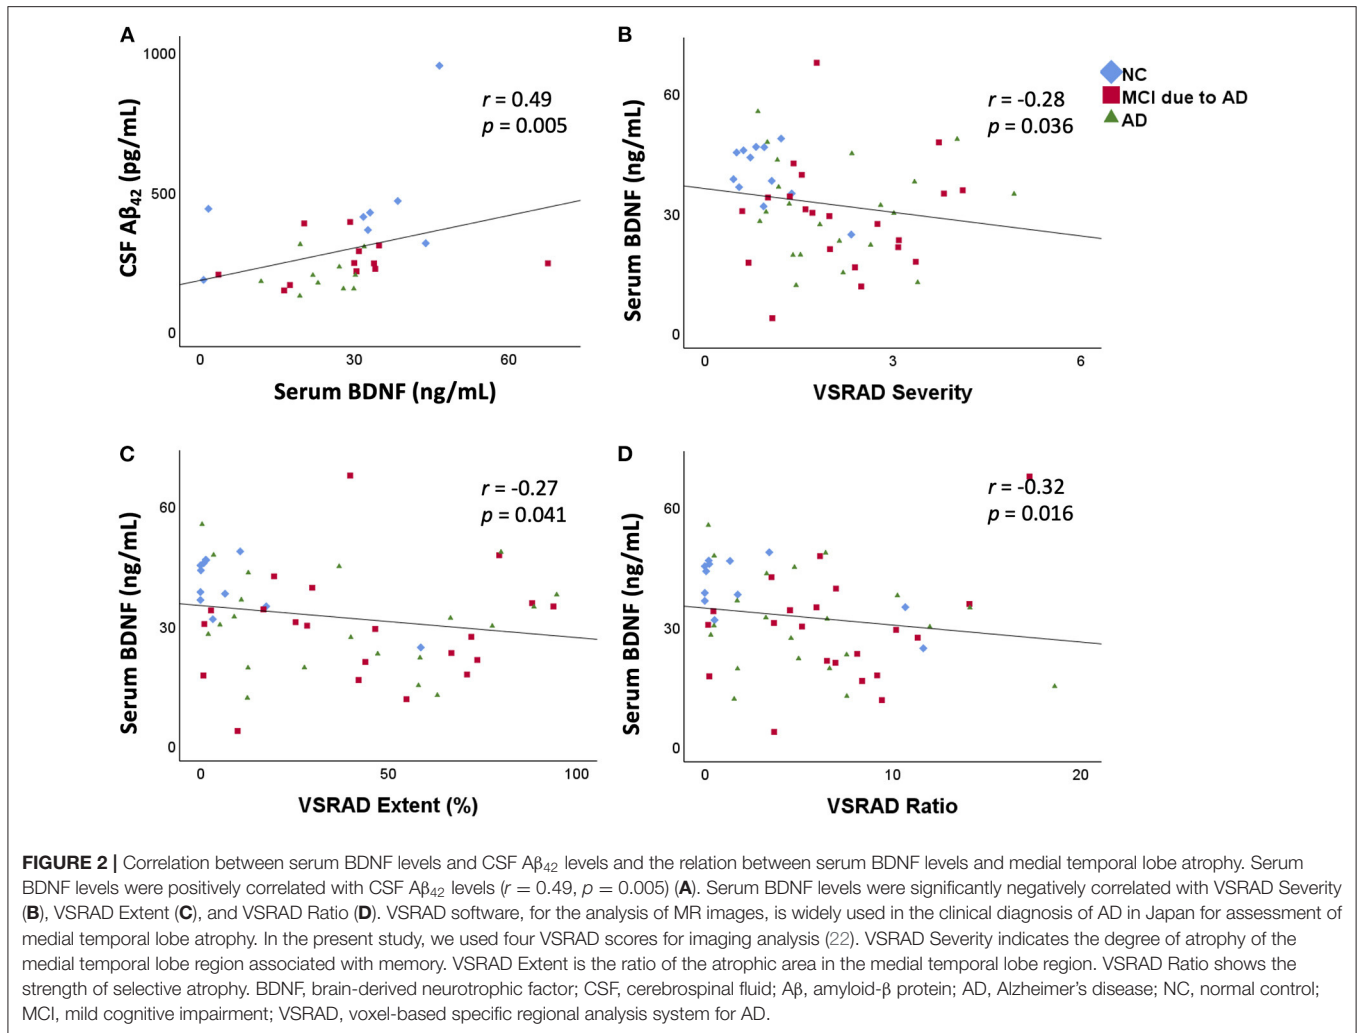 A
1000
500
0
CSF Aβ42 (pg/mL)
r = 0.49
p = 0.005
0 30 60
Serum BDNF (ng/mL)
B
60
30
0
Serum BDNF (ng/mL)
r = -0.28
p = 0.036
0 3 6
VSRAD Severity
NC
MCI due to AD
AD
C
60
30
0
Serum BDNF (ng/mL)
r = -0.27
p = 0.041
0 50 100
VSRAD Extent (%)
D
60
30
0
Serum BDNF (ng/mL)
r = -0.32
p = 0.016
0 10 20
VSRAD Ratio
FIGURE 2 | Correlation between serum BDNF levels and CSF Aβ42 levels and the relation between serum BDNF levels and medial temporal lobe atrophy. Serum
BDNF levels were positively correlated with CSF Aβ42 levels (r = 0.49, p = 0.005) (A). Serum BDNF levels were significantly negatively correlated with VSRAD Severity
(B), VSRAD Extent (C), and VSRAD Ratio (D). VSRAD software, for the analysis of MR images, is widely used in the clinical diagnosis of AD in Japan for assessment of
medial temporal lobe atrophy. In the present study, we used four VSRAD scores for imaging analysis (22). VSRAD Severity indicates the degree of atrophy of the
medial temporal lobe region associated with memory. VSRAD Extent is the ratio of the atrophic area in the medial temporal lobe region. VSRAD Ratio shows the
strength of selective atrophy. BDNF, brain-derived neurotrophic factor; CSF, cerebrospinal fluid; Aβ, amyloid-β protein; AD, Alzheimer's disease; NC, normal control;
MCI, mild cognitive impairment; VSRAD, voxel-based specific regional analysis system for AD.